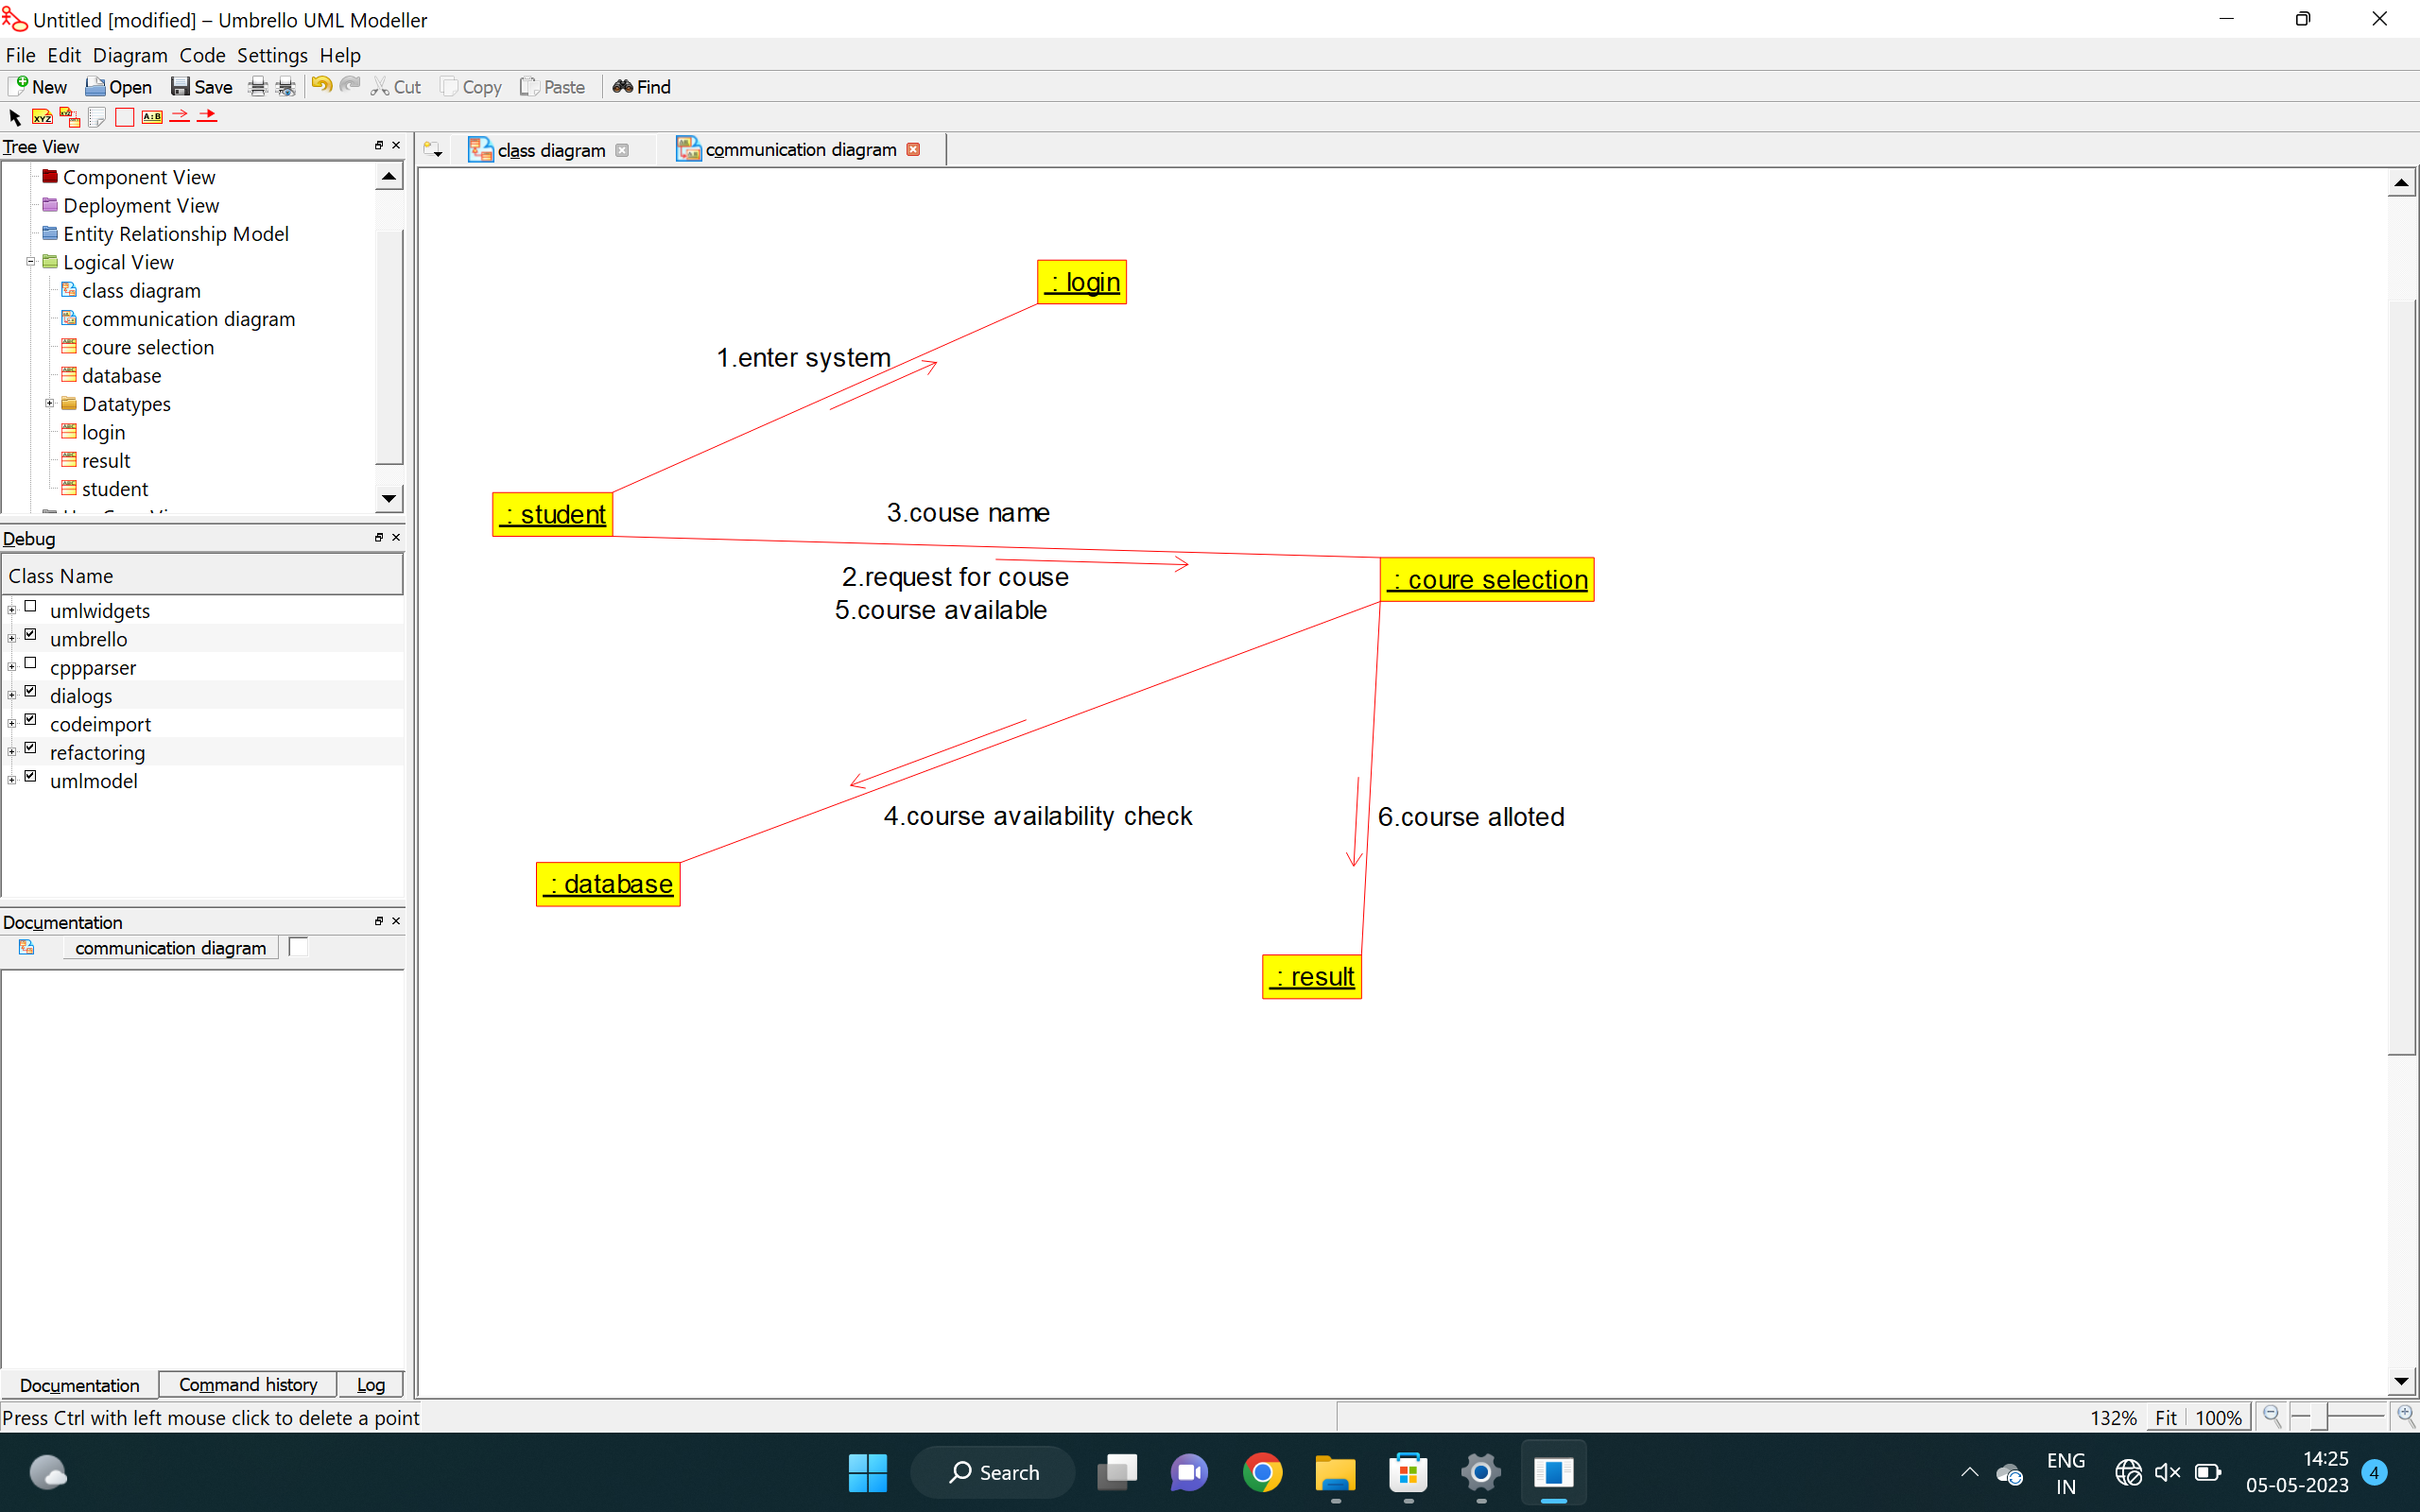 Untitled [modified] – Umbrello UML Modeller
File Edit Diagram Code Settings Help
New Open Save Cut Copy Paste Find
Tree View
class diagram
communication diagram
Component View
Deployment View
Entity Relationship Model
Logical View
class diagram
communication diagram
coure selection
database
Datatypes
login
result
student
Debug
Class Name
umlwidgets
umbrello
cppparser
dialogs
codeimport
refactoring
umlmodel
Documentation
communication diagram
Documentation
Command history
Log
: login
1.enter system
: student
3.couse name
2.request for couse
5.course available
: coure selection
4.course availability check
6.course alloted
: database
: result
Press Ctrl with left mouse click to delete a point
132% Fit 100%
Search
ENG
IN
14:25
05-05-2023
4